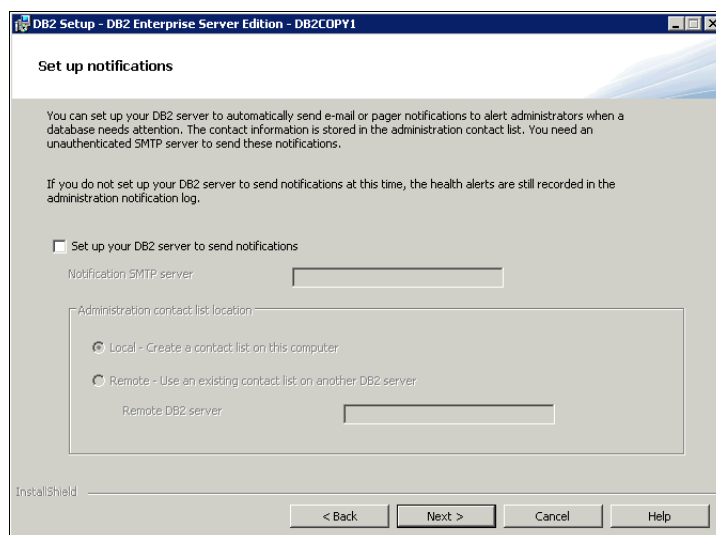 DB2 Setup - DB2 Enterprise Server Edition - DB2COPY1
Set up notifications
You can set up your DB2 server to automatically send e-mail or pager notifications to alert administrators when a
database needs attention. The contact information is stored in the administration contact list. You need an
unauthenticated SMTP server to send these notifications.
If you do not set up your DB2 server to send notifications at this time, the health alerts are still recorded in the
administration notification log.
Set up your DB2 server to send notifications
Notification SMTP server
Administration contact list location
Local - Create a contact list on this computer
Remote - Use an existing contact list on another DB2 server
Remote DB2 server
InstallShield
< Back Next > Cancel Help